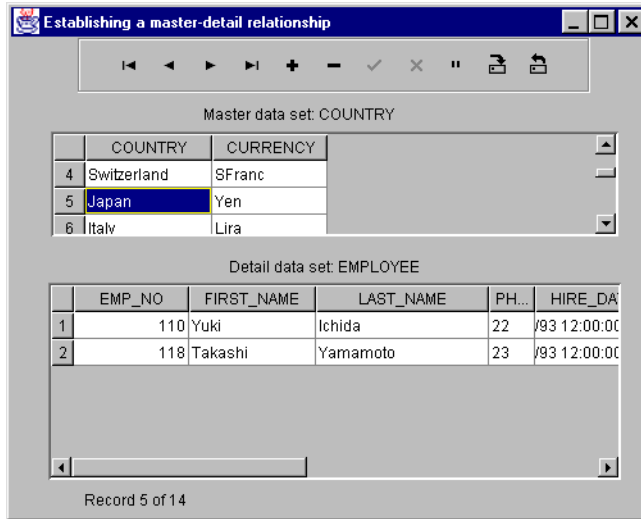 Establishing a master-detail relationship
Master data set: COUNTRY
COUNTRY CURRENCY
4 Switzerland SFranc
5 Japan Yen
6 Italy Lira
Detail data set: EMPLOYEE
EMP_NO FIRST_NAME LAST_NAME PH... HIRE_DA
1 110 Yuki Ichida 22 /93 12:00:00
2 118 Takashi Yamamoto 23 /93 12:00:00
Record 5 of 14